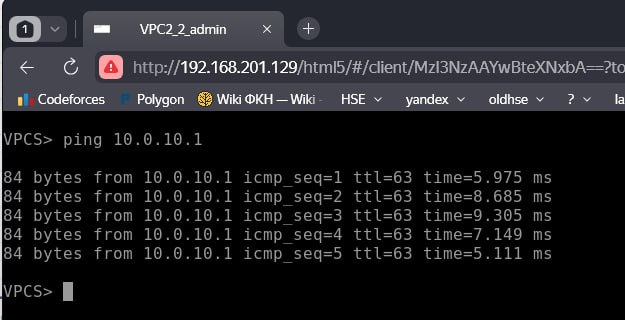 1 VPC2_2_admin
http://192.168.201.129/html5/#/client/MzI3NzAAYwBteXNxbA==?to
Codeforces Polygon Wiki ФКН — Wiki - HSE yandex oldhse ? la
VPCS> ping 10.0.10.1
84 bytes from 10.0.10.1 icmp_seq=1 ttl=63 time=5.975 ms
84 bytes from 10.0.10.1 icmp_seq=2 ttl=63 time=8.685 ms
84 bytes from 10.0.10.1 icmp_seq=3 ttl=63 time=9.305 ms
84 bytes from 10.0.10.1 icmp_seq=4 ttl=63 time=7.149 ms
84 bytes from 10.0.10.1 icmp_seq=5 ttl=63 time=5.111 ms
VPCS>